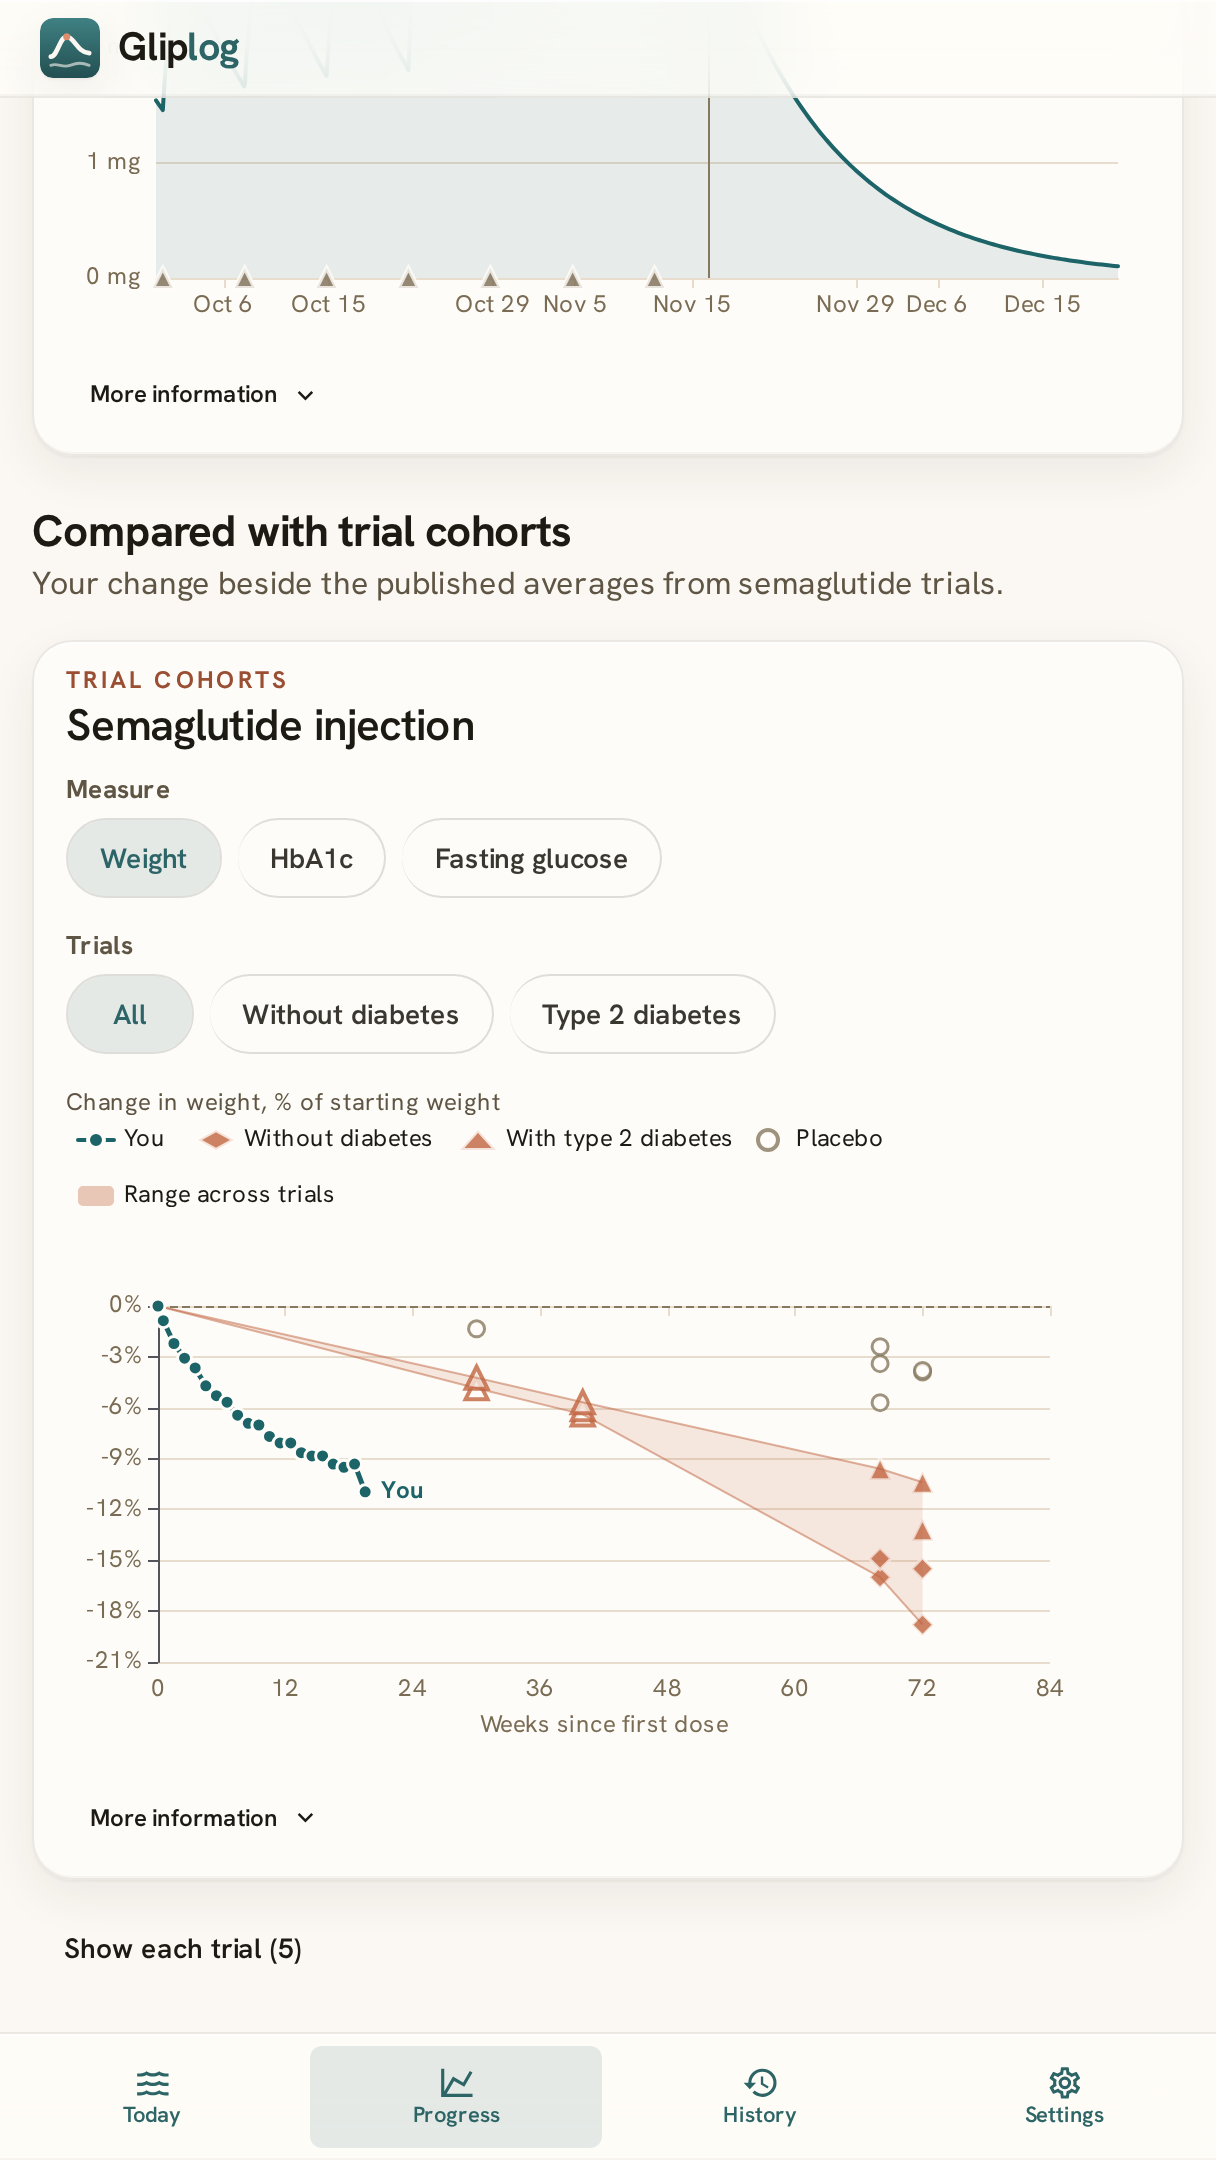 Gliplog
1 mg
0 mg
Oct 6 Oct 15 Oct 29 Nov 5 Nov 15 Nov 29 Dec 6 Dec 15
More information
Compared with trial cohorts
Your change beside the published averages from semaglutide trials.
TRIAL COHORTS
Semaglutide injection
Measure
Weight HbA1c Fasting glucose
Trials
All Without diabetes Type 2 diabetes
Change in weight, % of starting weight
You Without diabetes With type 2 diabetes Placebo
Range across trials
0%
-3%
-6%
-9%
-12%
You
-15%
-18%
-21%
0 12 24 36 48 60 72 84
Weeks since first dose
More information
Show each trial (5)
Today Progress History Settings